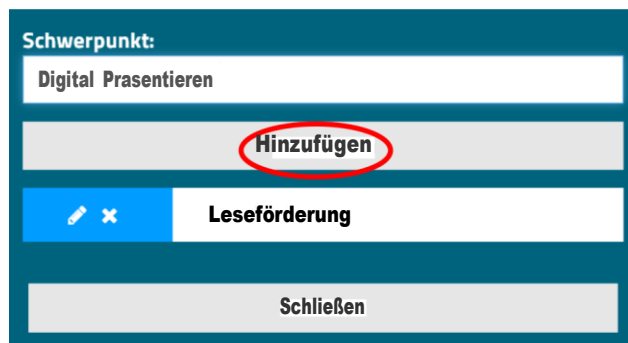 Schwerpunkt:
Digital Prasentieren
Hinzufügen
Leseförderung
Schließen